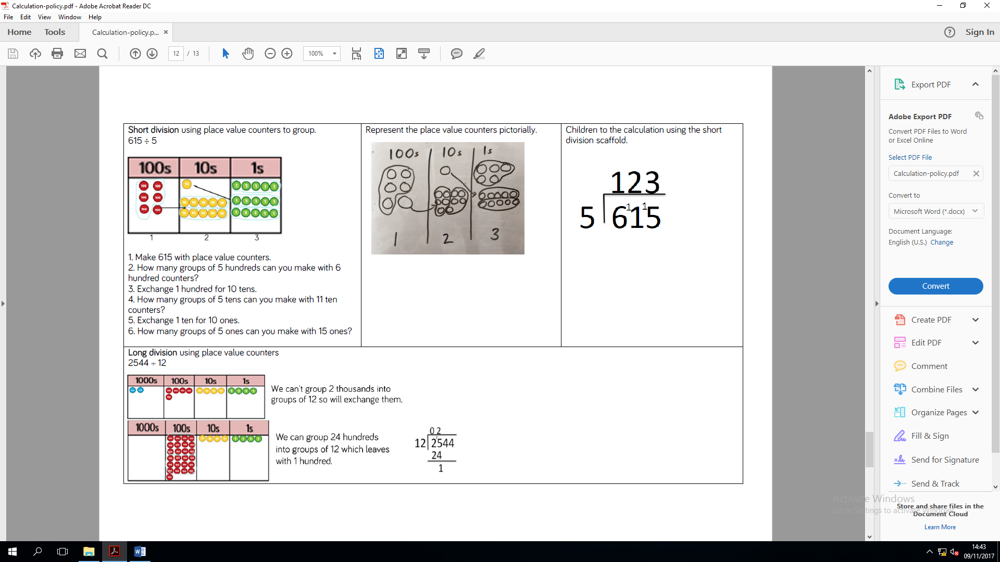 Calculation-policy.pdf - Adobe Acrobat Reader DC
File Edit View Window Help
Home Tools Calculation-policy.p... × Sign In
12 / 13 100%
Short division using place value counters to group.
615 ÷ 5
100s 10s 1s
1 2 3
1. Make 615 with place value counters.
2. How many groups of 5 hundreds can you make with 6
hundred counters?
3. Exchange 1 hundred for 10 tens.
4. How many groups of 5 tens can you make with 11 ten
counters?
5. Exchange 1 ten for 10 ones.
6. How many groups of 5 ones can you make with 15 ones?
Represent the place value counters pictorially.
100s 10s 1s
1 2 3
Children to the calculation using the short
division scaffold.
123
5 6 1 1 1 5
Long division using place value counters
2544 ÷ 12
1000s 100s 10s 1s
We can't group 2 thousands into
groups of 12 so will exchange them.
1000s 100s 10s 1s
We can group 24 hundreds
into groups of 12 which leaves
with 1 hundred.
02
12 2544
24
1
Export PDF
Adobe Export PDF
Convert PDF Files to Word
or Excel Online
Select PDF File
Calculation-policy.pdf
Convert to
Microsoft Word (*.docx)
Document Language:
English (U.S.) Change
Convert
Create PDF
Edit PDF
Comment
Combine Files
Organize Pages
Fill & Sign
Send for Signature
Send & Track
Activate Windows
Go to Settings to activate Windows.
Store and share files in the
Document Cloud
Learn More
14:43
09/11/2017